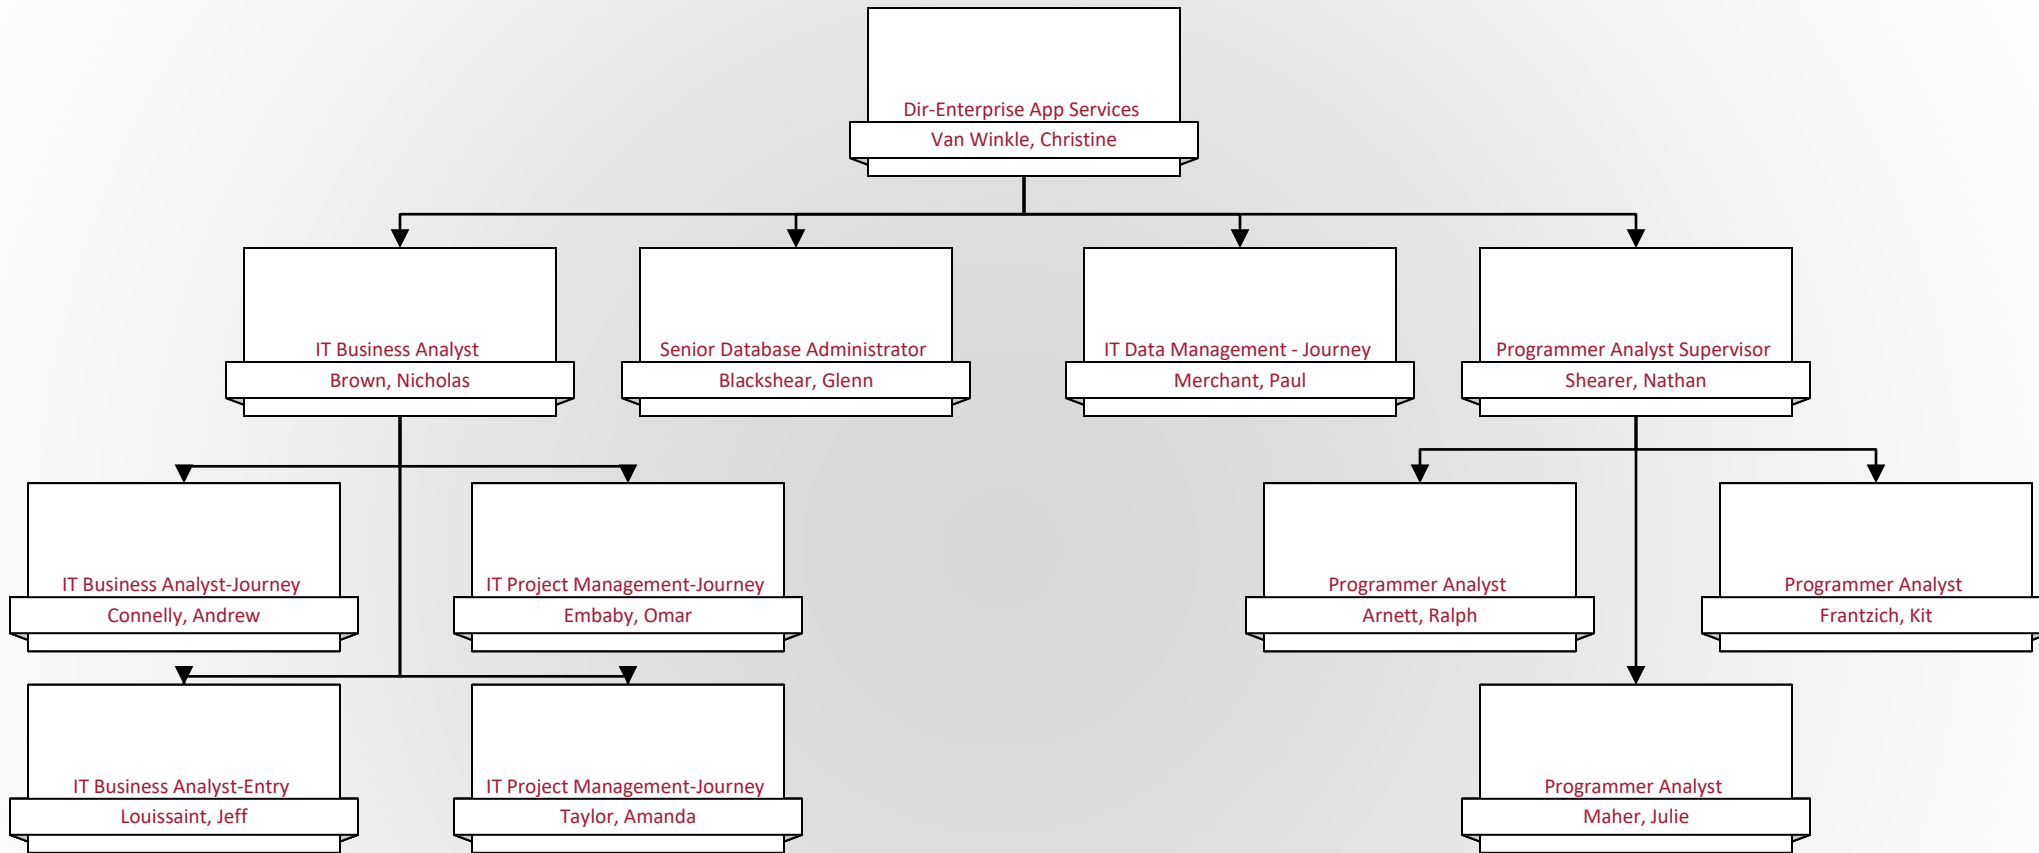 Dir-Enterprise App Services
Van Winkle, Christine
IT Business Analyst
Brown, Nicholas
Senior Database Administrator
Blackshear, Glenn
IT Data Management - Journey
Merchant, Paul
Programmer Analyst Supervisor
Shearer, Nathan
IT Business Analyst-Journey
Connelly, Andrew
IT Project Management-Journey
Embaby, Omar
Programmer Analyst
Arnett, Ralph
Programmer Analyst
Frantzich, Kit
IT Business Analyst-Entry
Louissaint, Jeff
IT Project Management-Journey
Taylor, Amanda
Programmer Analyst
Maher, Julie